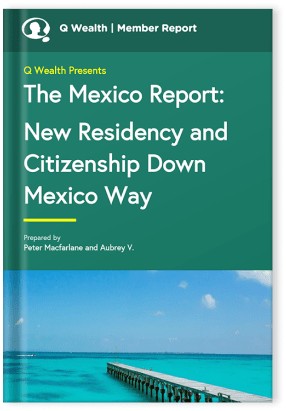 Q Wealth | Member Report
Q Wealth Presents
The Mexico Report:
New Residency and
Citizenship Down
Mexico Way
Prepared by
Peter Macfarlane and Aubrey V.